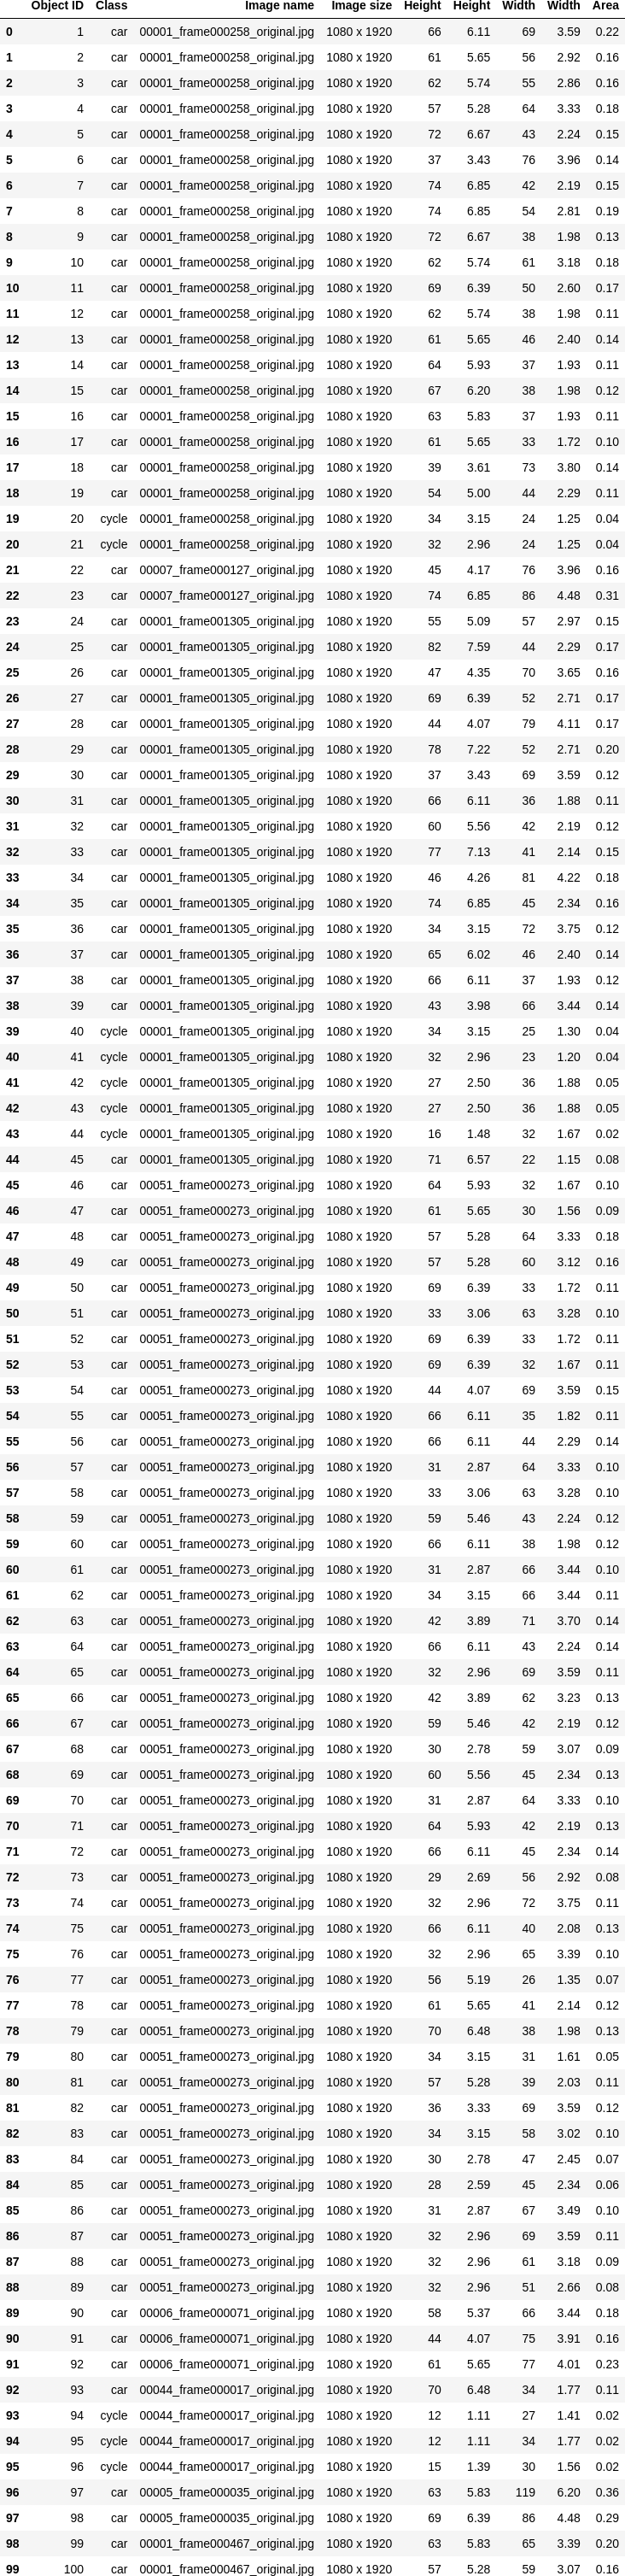 Object ID Class Image name Image size Height Height Width Width Area
0 1 car 00001_frame000258_original.jpg 1080 x 1920 66 6.11 69 3.59 0.22
1 2 car 00001_frame000258_original.jpg 1080 x 1920 61 5.65 56 2.92 0.16
2 3 car 00001_frame000258_original.jpg 1080 x 1920 62 5.74 55 2.86 0.16
3 4 car 00001_frame000258_original.jpg 1080 x 1920 57 5.28 64 3.33 0.18
4 5 car 00001_frame000258_original.jpg 1080 x 1920 72 6.67 43 2.24 0.15
5 6 car 00001_frame000258_original.jpg 1080 x 1920 37 3.43 76 3.96 0.14
6 7 car 00001_frame000258_original.jpg 1080 x 1920 74 6.85 42 2.19 0.15
7 8 car 00001_frame000258_original.jpg 1080 x 1920 74 6.85 54 2.81 0.19
8 9 car 00001_frame000258_original.jpg 1080 x 1920 72 6.67 38 1.98 0.13
9 10 car 00001_frame000258_original.jpg 1080 x 1920 62 5.74 61 3.18 0.18
10 11 car 00001_frame000258_original.jpg 1080 x 1920 69 6.39 50 2.60 0.17
11 12 car 00001_frame000258_original.jpg 1080 x 1920 62 5.74 38 1.98 0.11
12 13 car 00001_frame000258_original.jpg 1080 x 1920 61 5.65 46 2.40 0.14
13 14 car 00001_frame000258_original.jpg 1080 x 1920 64 5.93 37 1.93 0.11
14 15 car 00001_frame000258_original.jpg 1080 x 1920 67 6.20 38 1.98 0.12
15 16 car 00001_frame000258_original.jpg 1080 x 1920 63 5.83 37 1.93 0.11
16 17 car 00001_frame000258_original.jpg 1080 x 1920 61 5.65 33 1.72 0.10
17 18 car 00001_frame000258_original.jpg 1080 x 1920 39 3.61 73 3.80 0.14
18 19 car 00001_frame000258_original.jpg 1080 x 1920 54 5.00 44 2.29 0.11
19 20 cycle 00001_frame000258_original.jpg 1080 x 1920 34 3.15 24 1.25 0.04
20 21 cycle 00001_frame000258_original.jpg 1080 x 1920 32 2.96 24 1.25 0.04
21 22 car 00007_frame000127_original.jpg 1080 x 1920 45 4.17 76 3.96 0.16
22 23 car 00007_frame000127_original.jpg 1080 x 1920 74 6.85 86 4.48 0.31
23 24 car 00001_frame001305_original.jpg 1080 x 1920 55 5.09 57 2.97 0.15
24 25 car 00001_frame001305_original.jpg 1080 x 1920 82 7.59 44 2.29 0.17
25 26 car 00001_frame001305_original.jpg 1080 x 1920 47 4.35 70 3.65 0.16
26 27 car 00001_frame001305_original.jpg 1080 x 1920 69 6.39 52 2.71 0.17
27 28 car 00001_frame001305_original.jpg 1080 x 1920 44 4.07 79 4.11 0.17
28 29 car 00001_frame001305_original.jpg 1080 x 1920 78 7.22 52 2.71 0.20
29 30 car 00001_frame001305_original.jpg 1080 x 1920 37 3.43 69 3.59 0.12
30 31 car 00001_frame001305_original.jpg 1080 x 1920 66 6.11 36 1.88 0.11
31 32 car 00001_frame001305_original.jpg 1080 x 1920 60 5.56 42 2.19 0.12
32 33 car 00001_frame001305_original.jpg 1080 x 1920 77 7.13 41 2.14 0.15
33 34 car 00001_frame001305_original.jpg 1080 x 1920 46 4.26 81 4.22 0.18
34 35 car 00001_frame001305_original.jpg 1080 x 1920 74 6.85 45 2.34 0.16
35 36 car 00001_frame001305_original.jpg 1080 x 1920 34 3.15 72 3.75 0.12
36 37 car 00001_frame001305_original.jpg 1080 x 1920 65 6.02 46 2.40 0.14
37 38 car 00001_frame001305_original.jpg 1080 x 1920 66 6.11 37 1.93 0.12
38 39 car 00001_frame001305_original.jpg 1080 x 1920 43 3.98 66 3.44 0.14
39 40 cycle 00001_frame001305_original.jpg 1080 x 1920 34 3.15 25 1.30 0.04
40 41 cycle 00001_frame001305_original.jpg 1080 x 1920 32 2.96 23 1.20 0.04
41 42 cycle 00001_frame001305_original.jpg 1080 x 1920 27 2.50 36 1.88 0.05
42 43 cycle 00001_frame001305_original.jpg 1080 x 1920 27 2.50 36 1.88 0.05
43 44 cycle 00001_frame001305_original.jpg 1080 x 1920 16 1.48 32 1.67 0.02
44 45 car 00001_frame001305_original.jpg 1080 x 1920 71 6.57 22 1.15 0.08
45 46 car 00051_frame000273_original.jpg 1080 x 1920 64 5.93 32 1.67 0.10
46 47 car 00051_frame000273_original.jpg 1080 x 1920 61 5.65 30 1.56 0.09
47 48 car 00051_frame000273_original.jpg 1080 x 1920 57 5.28 64 3.33 0.18
48 49 car 00051_frame000273_original.jpg 1080 x 1920 57 5.28 60 3.12 0.16
49 50 car 00051_frame000273_original.jpg 1080 x 1920 69 6.39 33 1.72 0.11
50 51 car 00051_frame000273_original.jpg 1080 x 1920 33 3.06 63 3.28 0.10
51 52 car 00051_frame000273_original.jpg 1080 x 1920 69 6.39 33 1.72 0.11
52 53 car 00051_frame000273_original.jpg 1080 x 1920 69 6.39 32 1.67 0.11
53 54 car 00051_frame000273_original.jpg 1080 x 1920 44 4.07 69 3.59 0.15
54 55 car 00051_frame000273_original.jpg 1080 x 1920 66 6.11 35 1.82 0.11
55 56 car 00051_frame000273_original.jpg 1080 x 1920 66 6.11 44 2.29 0.14
56 57 car 00051_frame000273_original.jpg 1080 x 1920 31 2.87 64 3.33 0.10
57 58 car 00051_frame000273_original.jpg 1080 x 1920 33 3.06 63 3.28 0.10
58 59 car 00051_frame000273_original.jpg 1080 x 1920 59 5.46 43 2.24 0.12
59 60 car 00051_frame000273_original.jpg 1080 x 1920 66 6.11 38 1.98 0.12
60 61 car 00051_frame000273_original.jpg 1080 x 1920 31 2.87 66 3.44 0.10
61 62 car 00051_frame000273_original.jpg 1080 x 1920 34 3.15 66 3.44 0.11
62 63 car 00051_frame000273_original.jpg 1080 x 1920 42 3.89 71 3.70 0.14
63 64 car 00051_frame000273_original.jpg 1080 x 1920 66 6.11 43 2.24 0.14
64 65 car 00051_frame000273_original.jpg 1080 x 1920 32 2.96 69 3.59 0.11
65 66 car 00051_frame000273_original.jpg 1080 x 1920 42 3.89 62 3.23 0.13
66 67 car 00051_frame000273_original.jpg 1080 x 1920 59 5.46 42 2.19 0.12
67 68 car 00051_frame000273_original.jpg 1080 x 1920 30 2.78 59 3.07 0.09
68 69 car 00051_frame000273_original.jpg 1080 x 1920 60 5.56 45 2.34 0.13
69 70 car 00051_frame000273_original.jpg 1080 x 1920 31 2.87 64 3.33 0.10
70 71 car 00051_frame000273_original.jpg 1080 x 1920 64 5.93 42 2.19 0.13
71 72 car 00051_frame000273_original.jpg 1080 x 1920 66 6.11 45 2.34 0.14
72 73 car 00051_frame000273_original.jpg 1080 x 1920 29 2.69 56 2.92 0.08
73 74 car 00051_frame000273_original.jpg 1080 x 1920 32 2.96 72 3.75 0.11
74 75 car 00051_frame000273_original.jpg 1080 x 1920 66 6.11 40 2.08 0.13
75 76 car 00051_frame000273_original.jpg 1080 x 1920 32 2.96 65 3.39 0.10
76 77 car 00051_frame000273_original.jpg 1080 x 1920 56 5.19 26 1.35 0.07
77 78 car 00051_frame000273_original.jpg 1080 x 1920 61 5.65 41 2.14 0.12
78 79 car 00051_frame000273_original.jpg 1080 x 1920 70 6.48 38 1.98 0.13
79 80 car 00051_frame000273_original.jpg 1080 x 1920 34 3.15 31 1.61 0.05
80 81 car 00051_frame000273_original.jpg 1080 x 1920 57 5.28 39 2.03 0.11
81 82 car 00051_frame000273_original.jpg 1080 x 1920 36 3.33 69 3.59 0.12
82 83 car 00051_frame000273_original.jpg 1080 x 1920 34 3.15 58 3.02 0.10
83 84 car 00051_frame000273_original.jpg 1080 x 1920 30 2.78 47 2.45 0.07
84 85 car 00051_frame000273_original.jpg 1080 x 1920 28 2.59 45 2.34 0.06
85 86 car 00051_frame000273_original.jpg 1080 x 1920 31 2.87 67 3.49 0.10
86 87 car 00051_frame000273_original.jpg 1080 x 1920 32 2.96 69 3.59 0.11
87 88 car 00051_frame000273_original.jpg 1080 x 1920 32 2.96 61 3.18 0.09
88 89 car 00051_frame000273_original.jpg 1080 x 1920 32 2.96 51 2.66 0.08
89 90 car 00006_frame000071_original.jpg 1080 x 1920 58 5.37 66 3.44 0.18
90 91 car 00006_frame000071_original.jpg 1080 x 1920 44 4.07 75 3.91 0.16
91 92 car 00006_frame000071_original.jpg 1080 x 1920 61 5.65 77 4.01 0.23
92 93 car 00044_frame000017_original.jpg 1080 x 1920 70 6.48 34 1.77 0.11
93 94 cycle 00044_frame000017_original.jpg 1080 x 1920 12 1.11 27 1.41 0.02
94 95 cycle 00044_frame000017_original.jpg 1080 x 1920 12 1.11 34 1.77 0.02
95 96 cycle 00044_frame000017_original.jpg 1080 x 1920 15 1.39 30 1.56 0.02
96 97 car 00005_frame000035_original.jpg 1080 x 1920 63 5.83 119 6.20 0.36
97 98 car 00005_frame000035_original.jpg 1080 x 1920 69 6.39 86 4.48 0.29
98 99 car 00001_frame000467_original.jpg 1080 x 1920 63 5.83 65 3.39 0.20
99 100 car 00001_frame000467_original.jpg 1080 x 1920 57 5.28 59 3.07 0.16